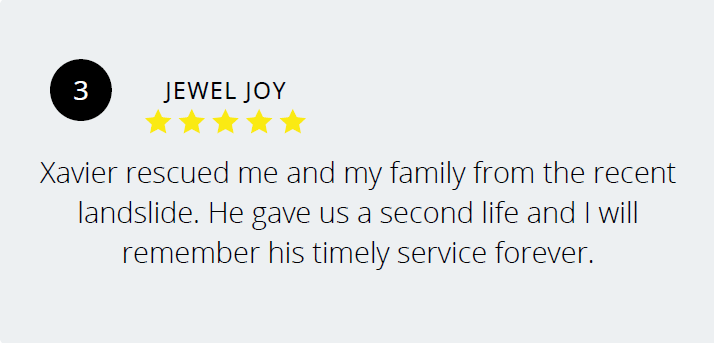 3
JEWEL JOY
Xavier rescued me and my family from the recent
landslide. He gave us a second life and I will
remember his timely service forever.